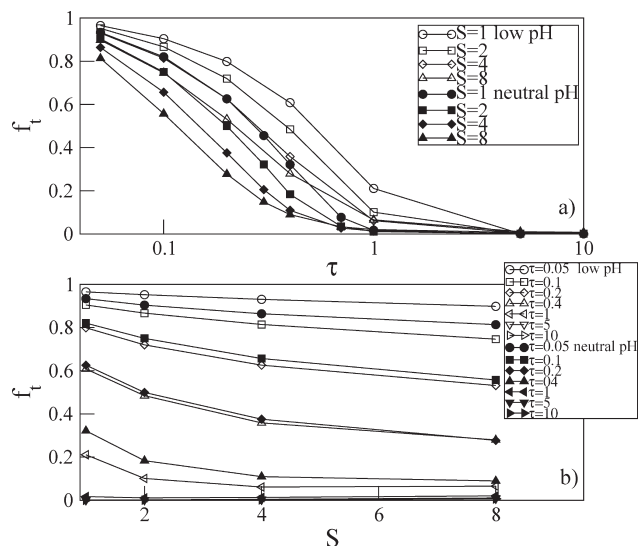 1
0.8
0.6
0.4
0.2
0
f_t
S=1 low pH
S=2
S=4
S=8
S=1 neutral pH
S=2
S=4
S=8
a)
0.1
1
10
τ
τ=0.05 low pH
τ=0.1
τ=0.2
τ=0.4
τ=1
τ=5
τ=10
τ=0.05 neutral pH
τ=0.1
τ=0.2
τ=04
τ=1
τ=5
τ=10
1
0.8
0.6
0.4
0.2
0
f_t
b)
2
4
6
8
S